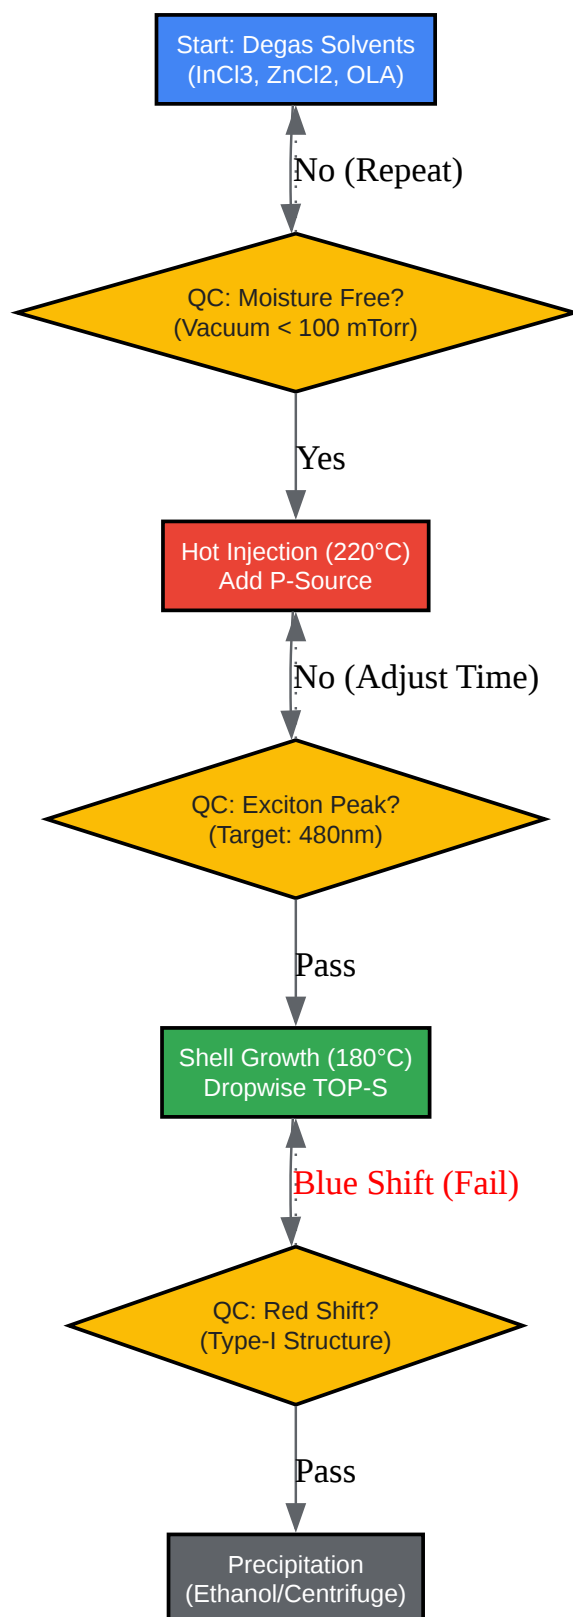 Start: Degas Solvents
(InCl3, ZnCl2, OLA)
No (Repeat)
QC: Moisture Free?
(Vacuum < 100 mTorr)
Yes
Hot Injection (220°C)
Add P-Source
No (Adjust Time)
QC: Exciton Peak?
(Target: 480nm)
Pass
Shell Growth (180°C)
Dropwise TOP-S
Blue Shift (Fail)
QC: Red Shift?
(Type-I Structure)
Pass
Precipitation
(Ethanol/Centrifuge)